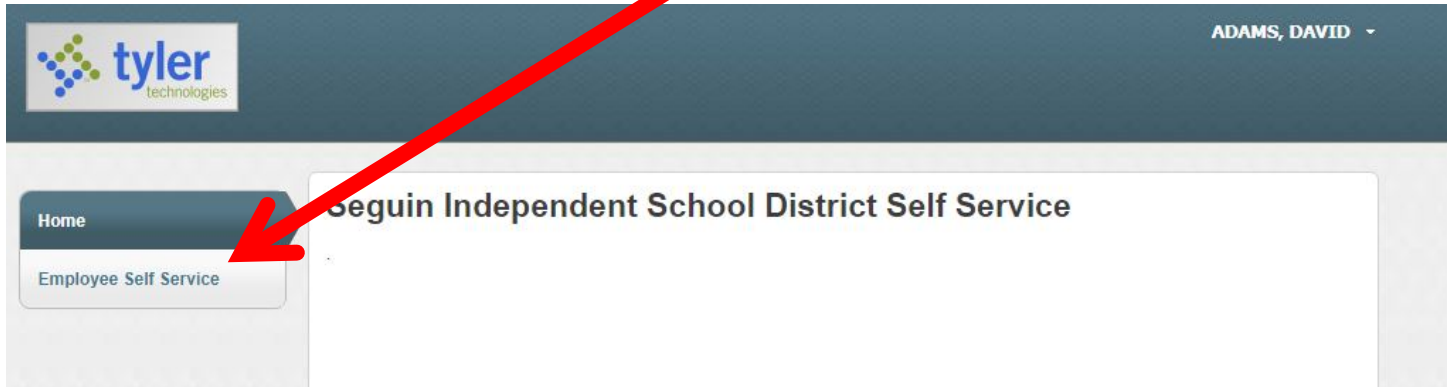 tyler
technologies
ADAMS, DAVID
Home
Employee Self Service
Seguin Independent School District Self Service
.